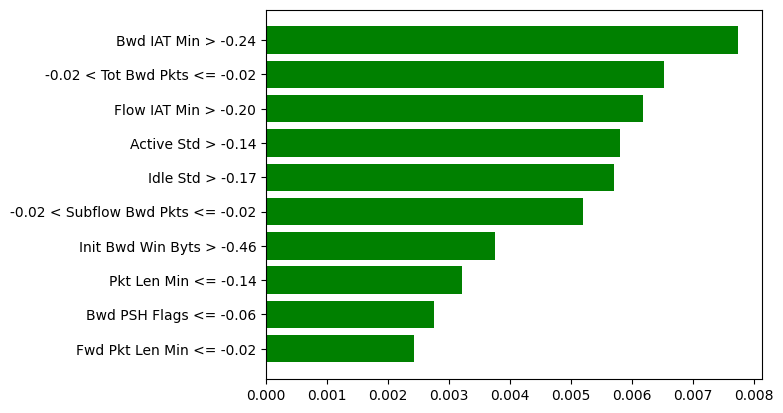 Bwd IAT Min > -0.24
-0.02 < Tot Bwd Pkts <= -0.02
Flow IAT Min > -0.20
Active Std > -0.14
Idle Std > -0.17
-0.02 < Subflow Bwd Pkts <= -0.02
Init Bwd Win Byts > -0.46
Pkt Len Min <= -0.14
Bwd PSH Flags <= -0.06
Fwd Pkt Len Min <= -0.02
0.000 0.001 0.002 0.003 0.004 0.005 0.006 0.007 0.008